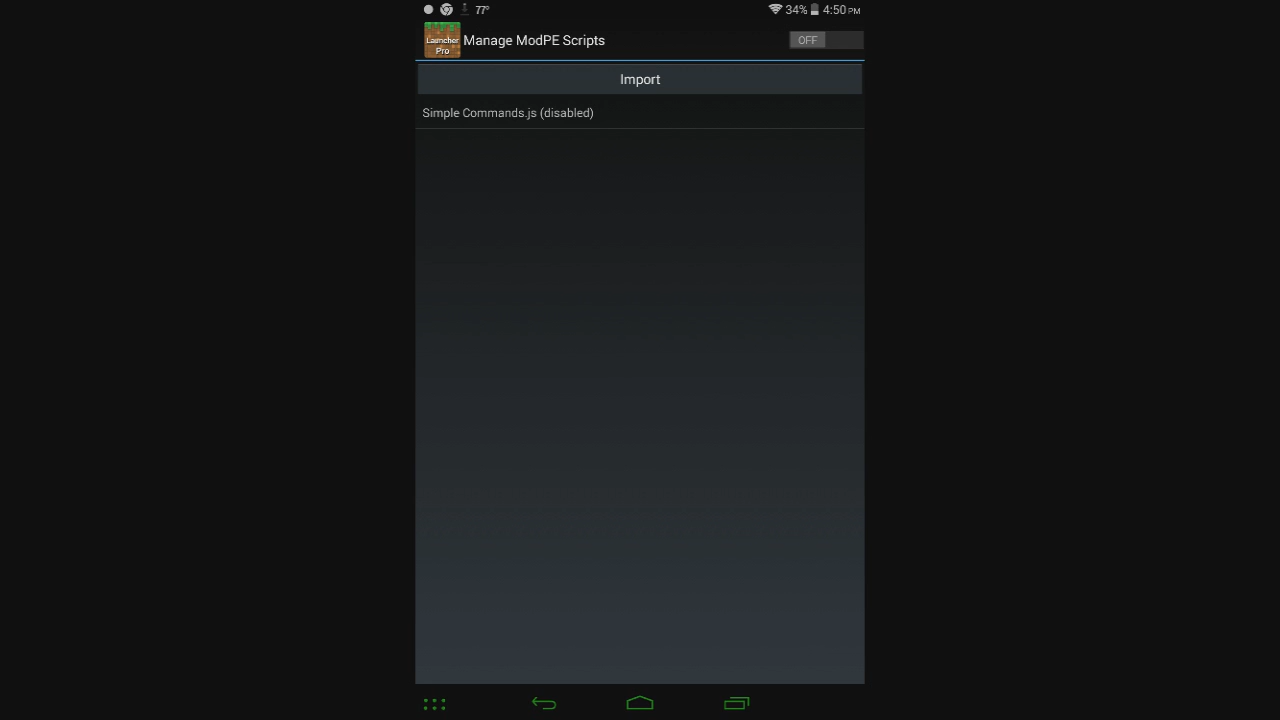 77° 34% 4:50 PM
Launcher Pro Manage ModPE Scripts OFF
Import
Simple Commands.js (disabled)